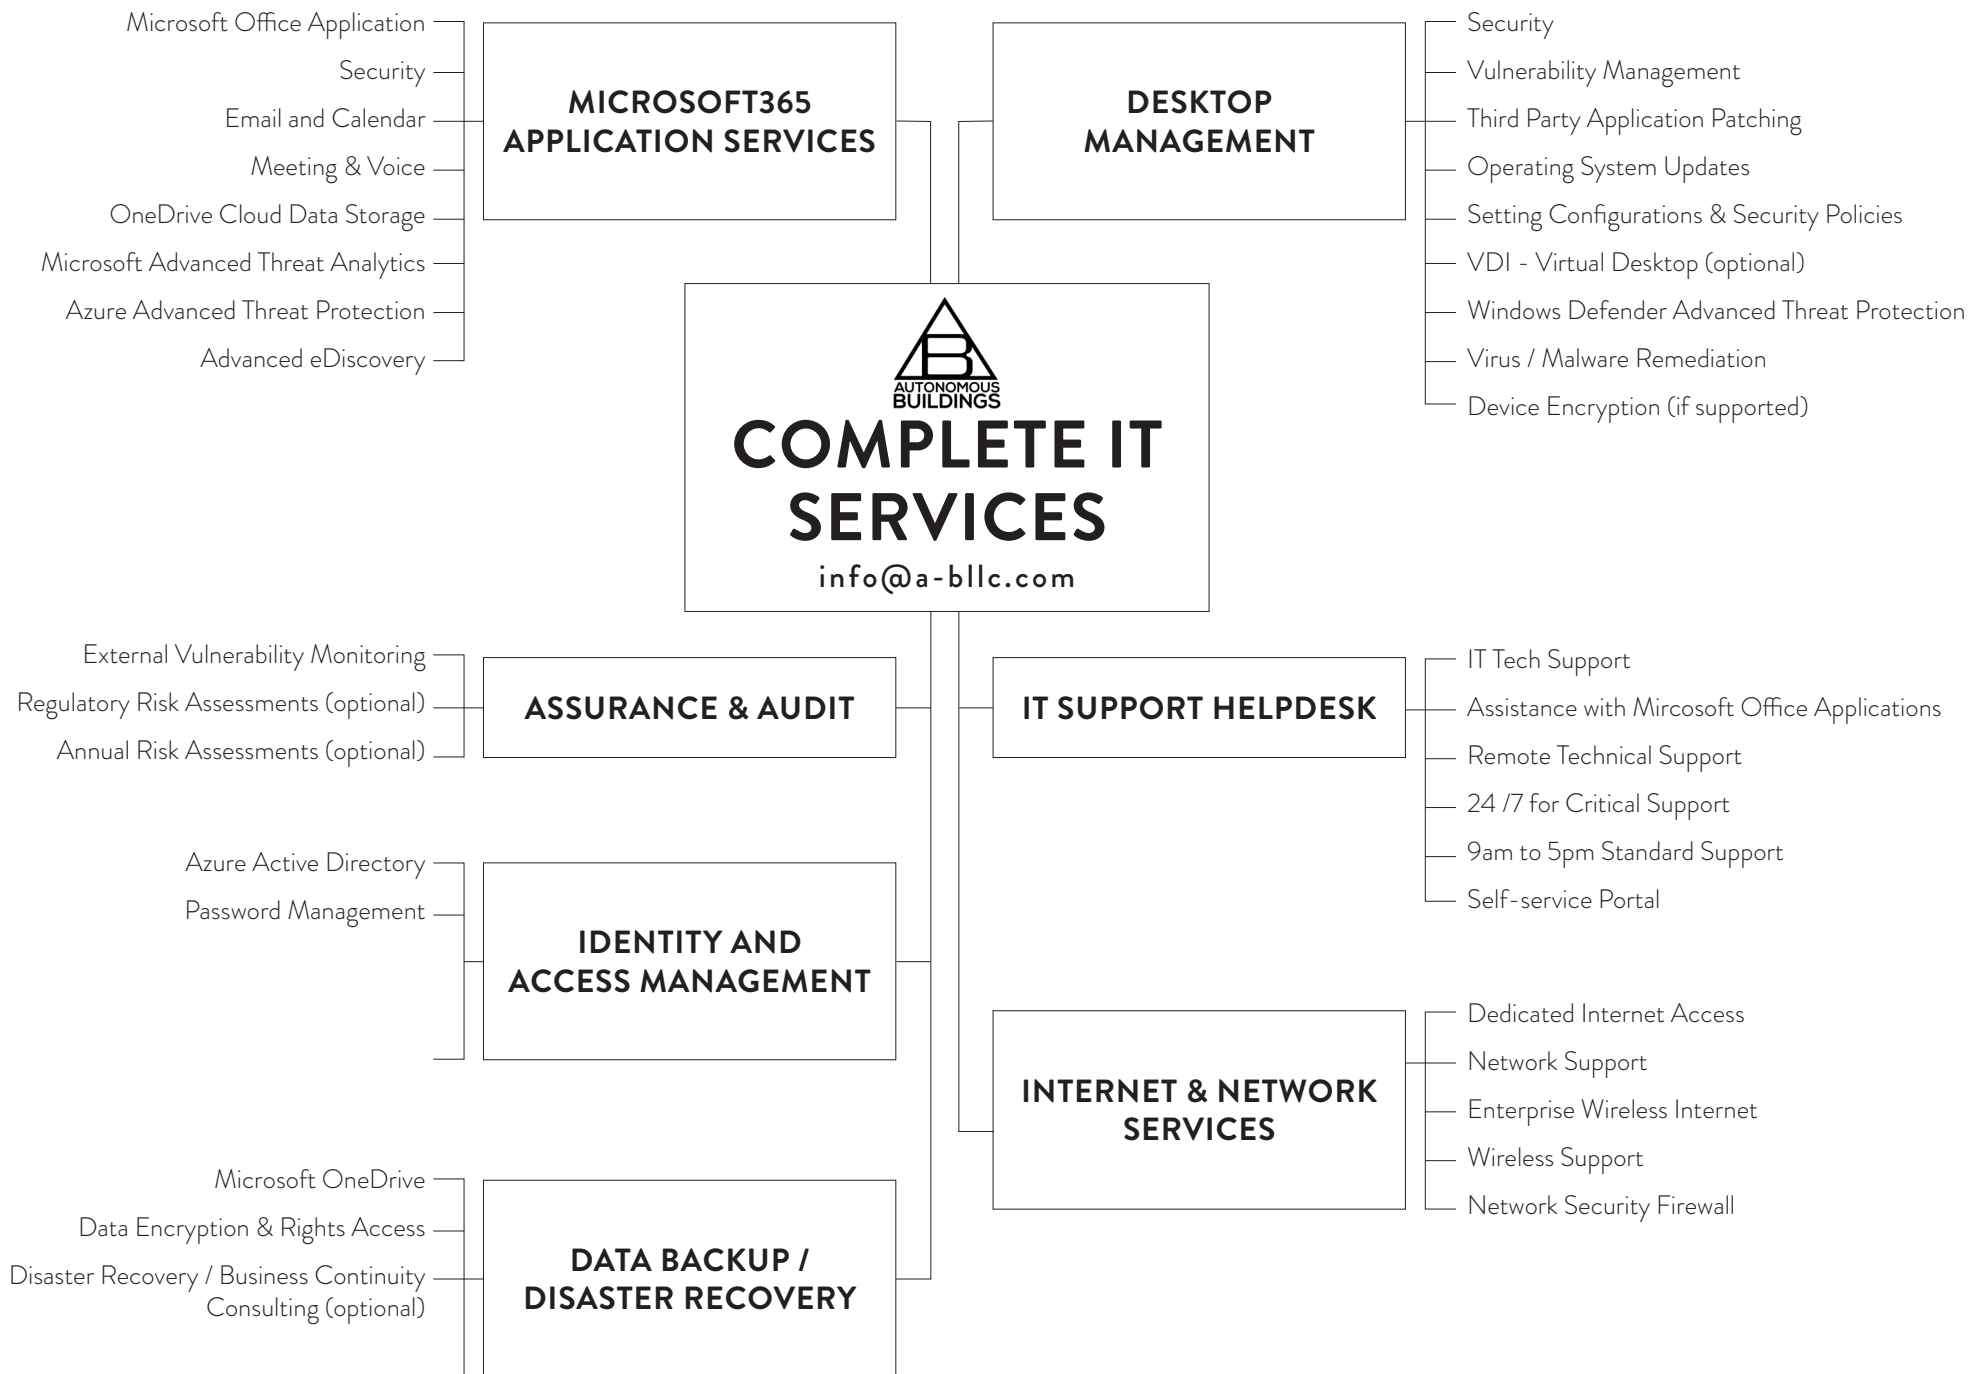 Microsoft Office Application
Security
Email and Calendar
Meeting & Voice
OneDrive Cloud Data Storage
Microsoft Advanced Threat Analytics
Azure Advanced Threat Protection
Advanced eDiscovery
MICROSOFT365
APPLICATION SERVICES
DESKTOP
MANAGEMENT
Security
Vulnerability Management
Third Party Application Patching
Operating System Updates
Setting Configurations & Security Policies
VDI - Virtual Desktop (optional)
Windows Defender Advanced Threat Protection
Virus / Malware Remediation
Device Encryption (if supported)
B
AUTONOMOUS
BUILDINGS
COMPLETE IT
SERVICES
info@a-bllc.com
External Vulnerability Monitoring
Regulatory Risk Assessments (optional)
Annual Risk Assessments (optional)
ASSURANCE & AUDIT
IT SUPPORT HELPDESK
IT Tech Support
Assistance with Mircosoft Office Applications
Remote Technical Support
24 /7 for Critical Support
9am to 5pm Standard Support
Self-service Portal
Azure Active Directory
Password Management
IDENTITY AND
ACCESS MANAGEMENT
INTERNET & NETWORK
SERVICES
Dedicated Internet Access
Network Support
Enterprise Wireless Internet
Wireless Support
Network Security Firewall
Microsoft OneDrive
Data Encryption & Rights Access
Disaster Recovery / Business Continuity
Consulting (optional)
DATA BACKUP /
DISASTER RECOVERY